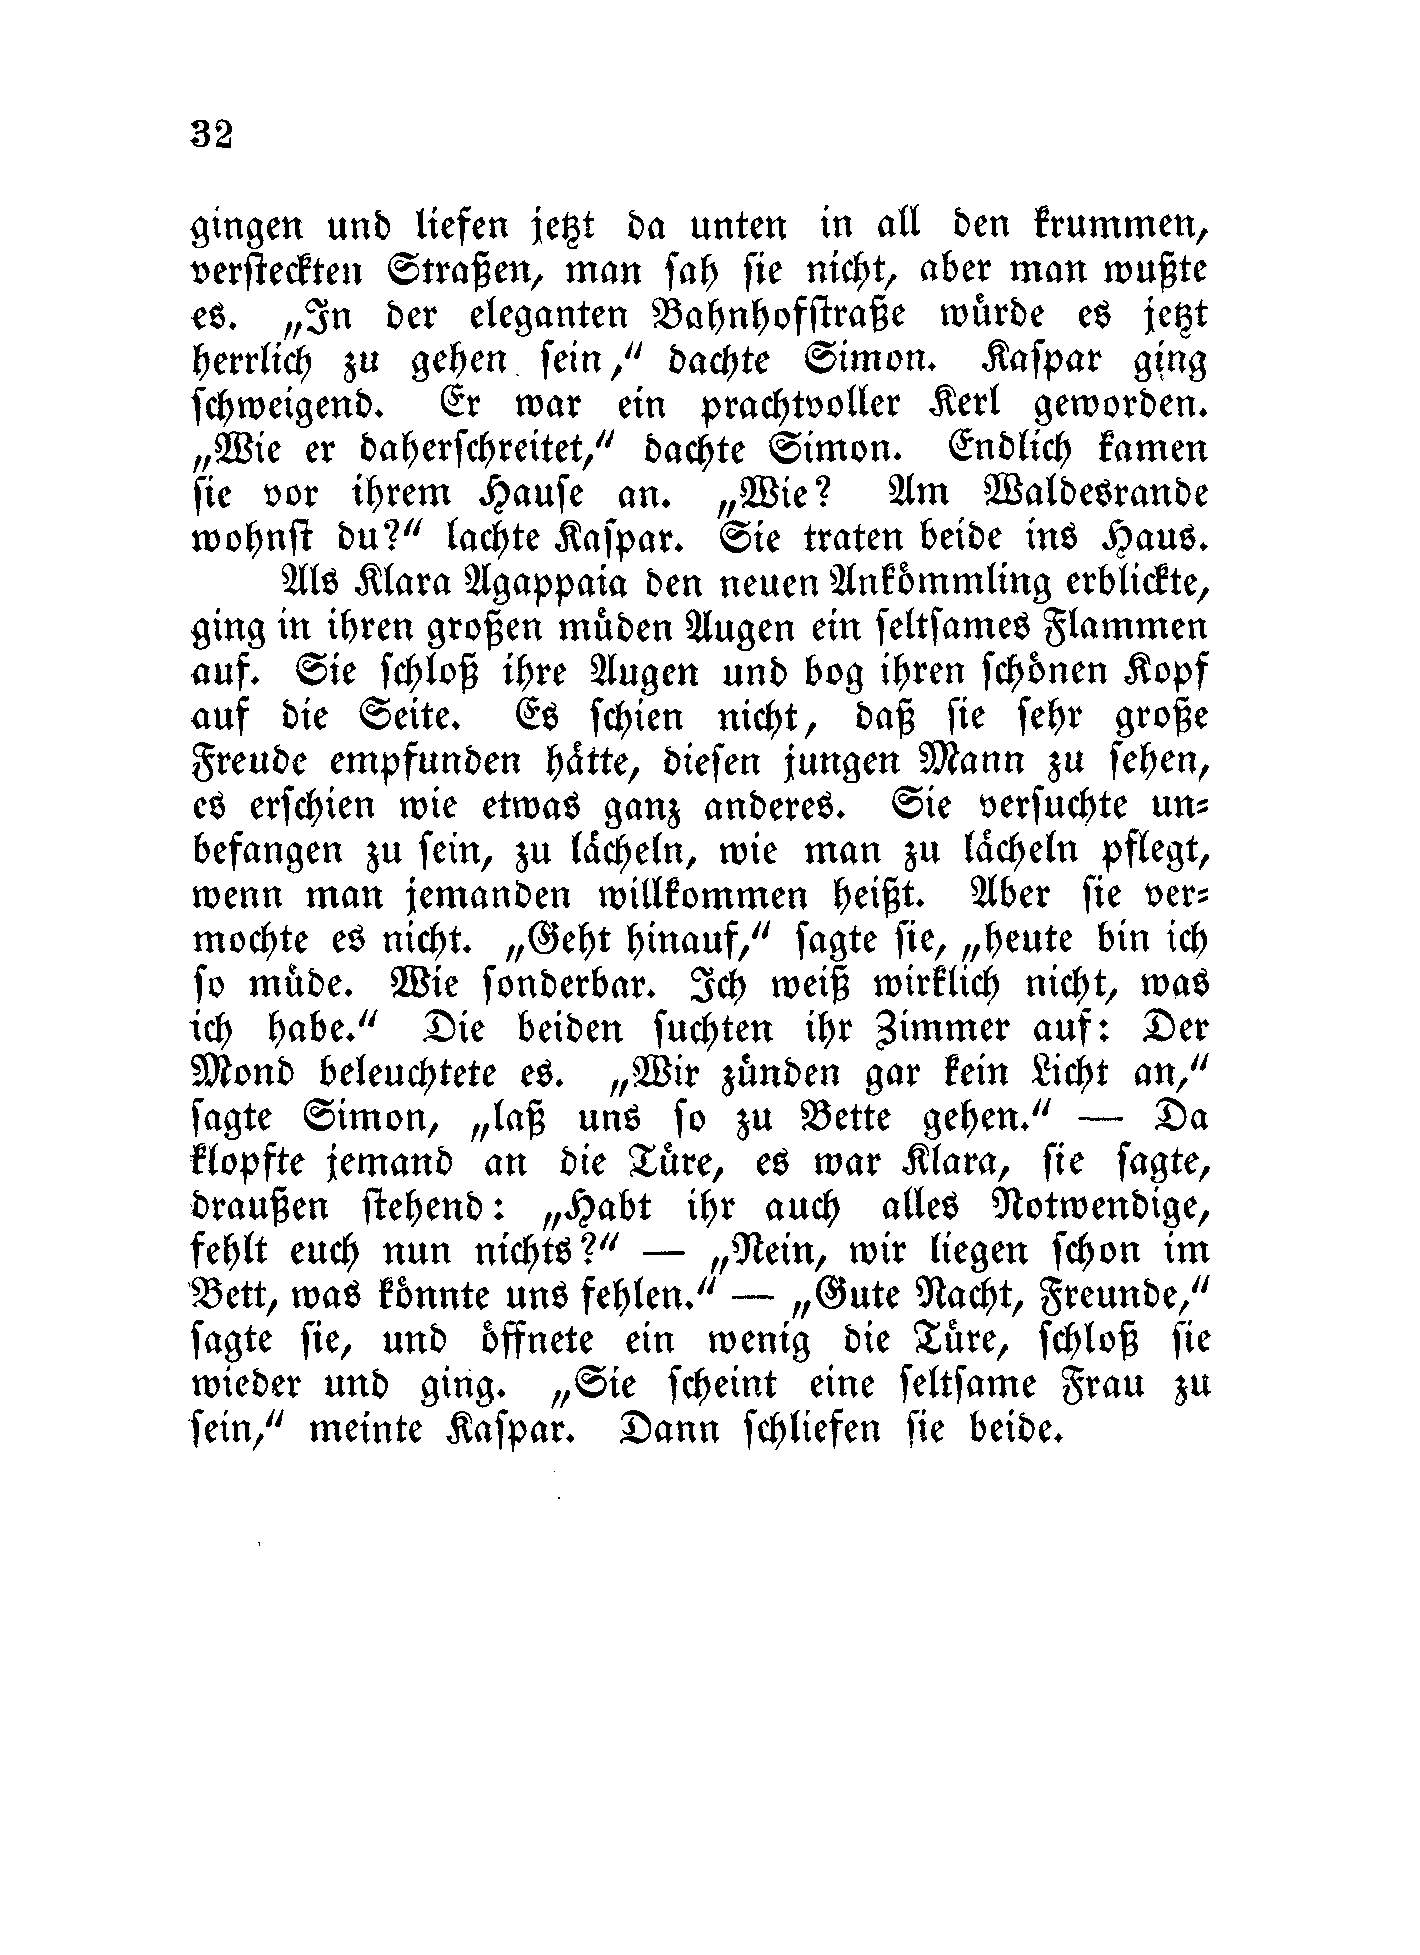 32
gingen und liefen jetzt da unten in all den krummen,
versteckten Straßen, man sah sie nicht, aber man wußte
es. „In der eleganten Bahnhofstraße würde es jetzt
herrlich zu gehen sein,“ dachte Simon. Kaspar ging
schweigend. Er war ein prachtvoller Kerl geworden.
„Wie er daherschreitet,“ dachte Simon. Endlich kamen
sie vor ihrem Hause an. „Wie? Am Waldesrande
wohnst du?“ lachte Kaspar. Sie traten beide ins Haus.
Als Klara Agappaia den neuen Ankömmling erblickte,
ging in ihren großen müden Augen ein seltsames Flammen
auf. Sie schloß ihre Augen und bog ihren schönen Kopf
auf die Seite. Es schien nicht, daß sie sehr große
Freude empfunden hätte, diesen jungen Mann zu sehen,
es erschien wie etwas ganz anderes. Sie versuchte un-
befangen zu sein, zu lächeln, wie man zu lächeln pflegt,
wenn man jemanden willkommen heißt. Aber sie ver-
mochte es nicht. „Geht hinauf,“ sagte sie, „heute bin ich
so müde. Wie sonderbar. Ich weiß wirklich nicht, was
ich habe.“ Die beiden suchten ihr Zimmer auf: Der
Mond beleuchtete es. „Wir zünden gar kein Licht an,“
sagte Simon, „laß uns so zu Bette gehen.“ — Da
klopfte jemand an die Türe, es war Klara, sie sagte,
draußen stehend: „Habt ihr auch alles Notwendige,
fehlt euch nun nichts?“ — „Nein, wir liegen schon im
Bett, was könnte uns fehlen.“ — „Gute Nacht, Freunde,“
sagte sie, und öffnete ein wenig die Türe, schloß sie
wieder und ging. „Sie scheint eine seltsame Frau zu
sein,“ meinte Kaspar. Dann schliefen sie beide.